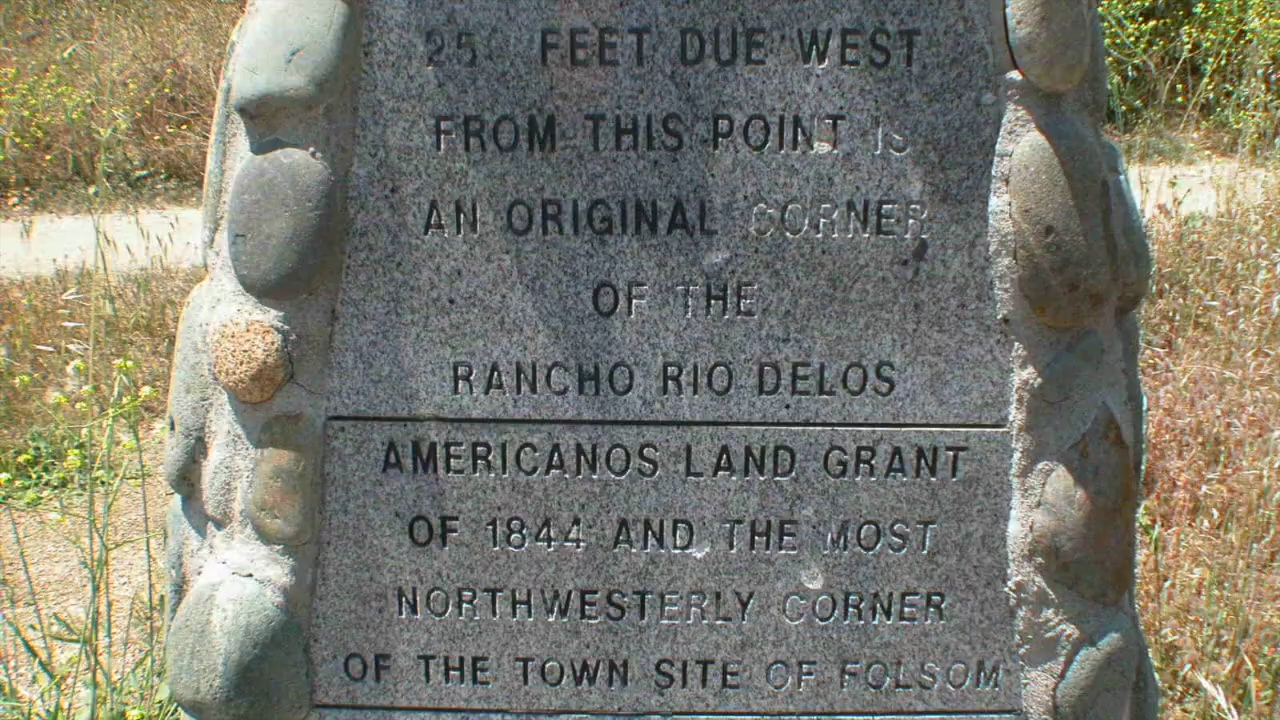 25 FEET DUE WEST
FROM THIS POINT IS
AN ORIGINAL CORNER
OF THE
RANCHO RIO DELOS
AMERICANOS LAND GRANT
OF 1844 AND THE MOST
NORTHWESTERLY CORNER
OF THE TOWN SITE OF FOLSOM